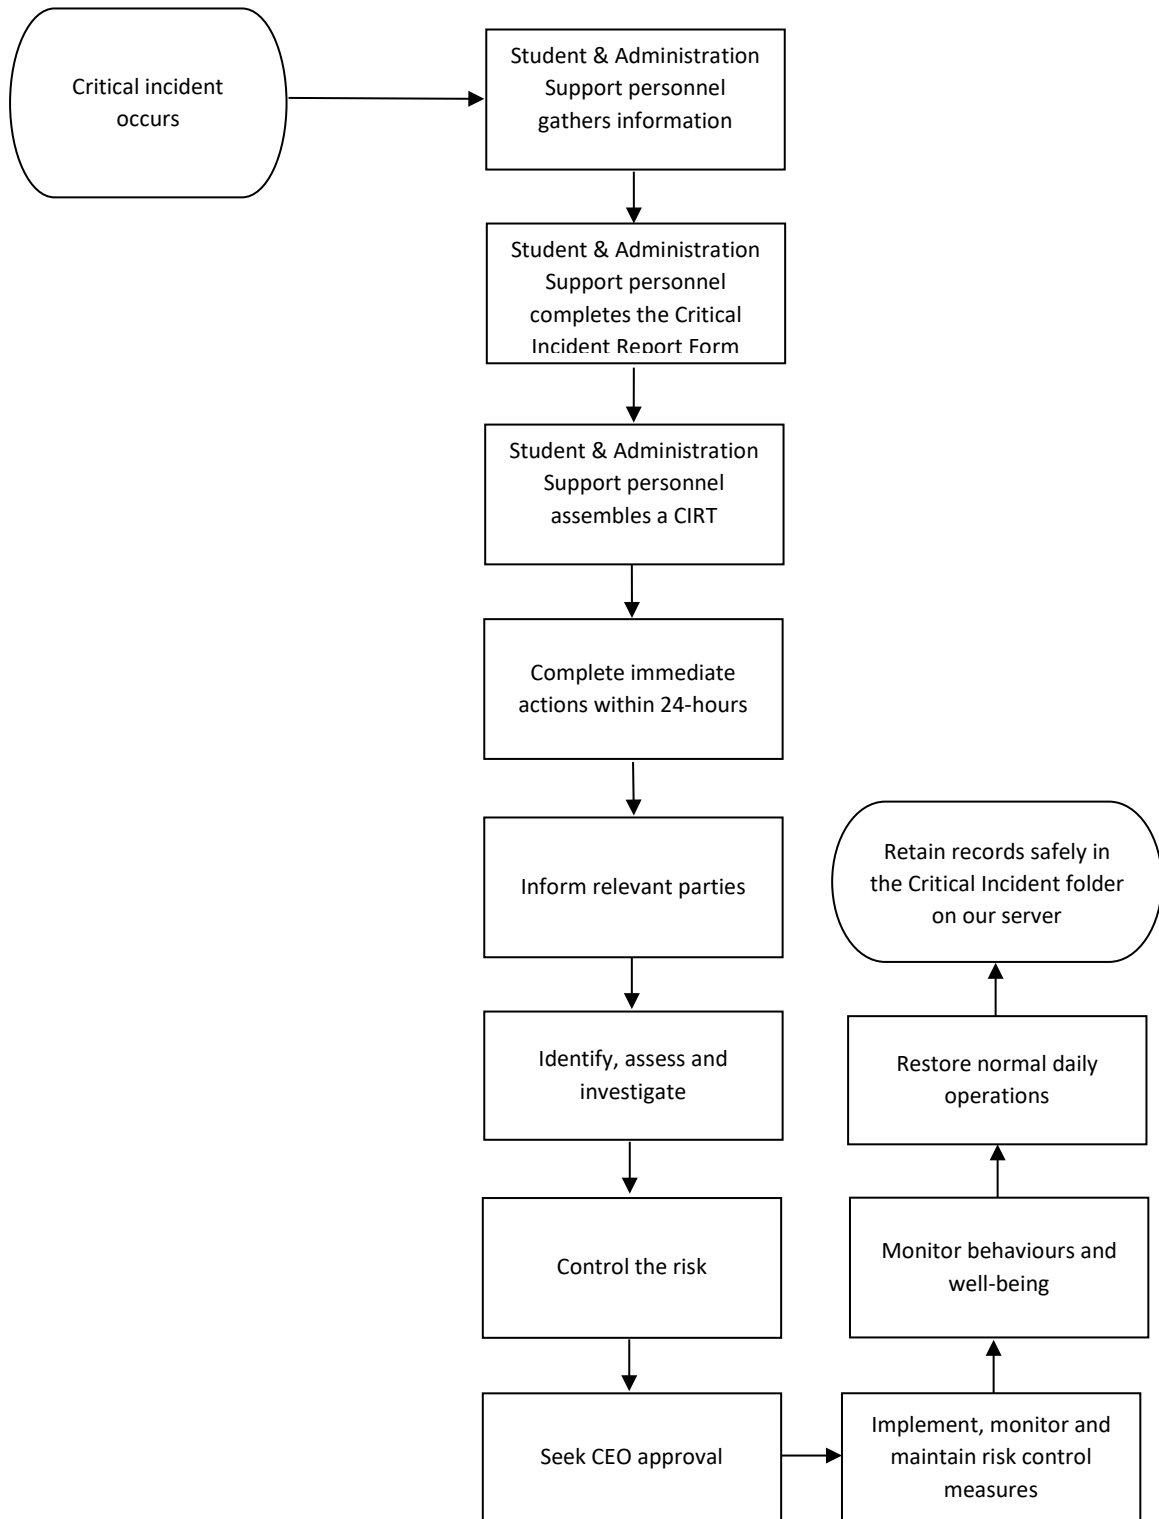 Critical incident
occurs
Student & Administration
Support personnel
gathers information
Student & Administration
Support personnel
completes the Critical
Incident Report Form
Student & Administration
Support personnel
assembles a CIRT
Complete immediate
actions within 24-hours
Inform relevant parties
Identify, assess and
investigate
Control the risk
Seek CEO approval
Implement, monitor and
maintain risk control
measures
Monitor behaviours and
well-being
Restore normal daily
operations
Retain records safely in
the Critical Incident folder
on our server